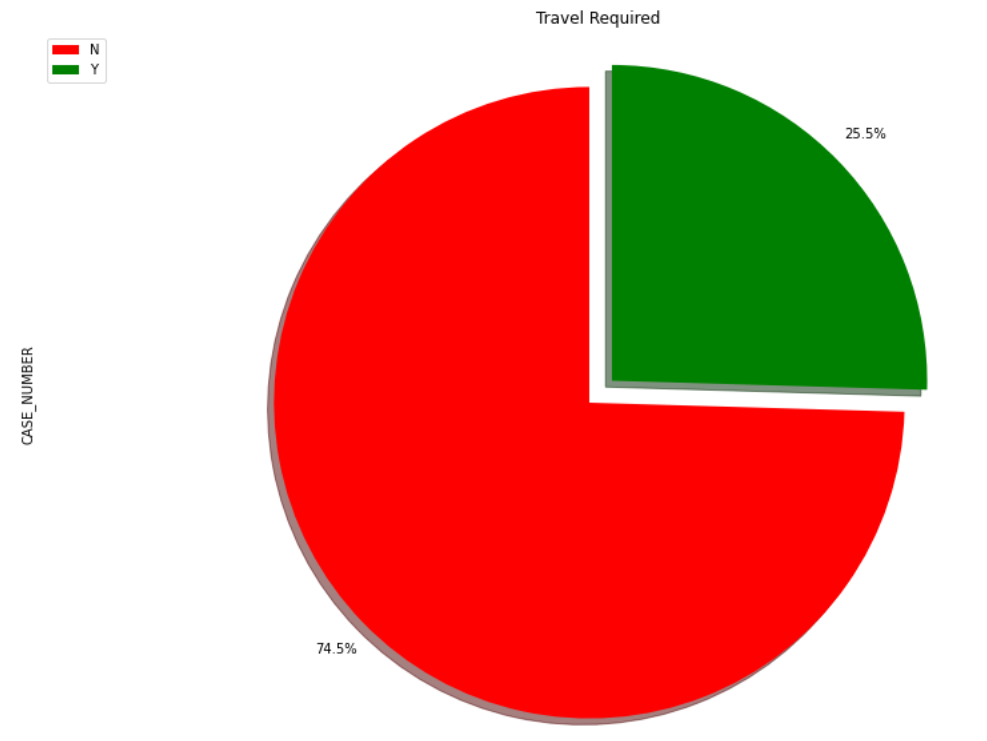 Travel Required
N
Y
25.5%
CASE_NUMBER
74.5%